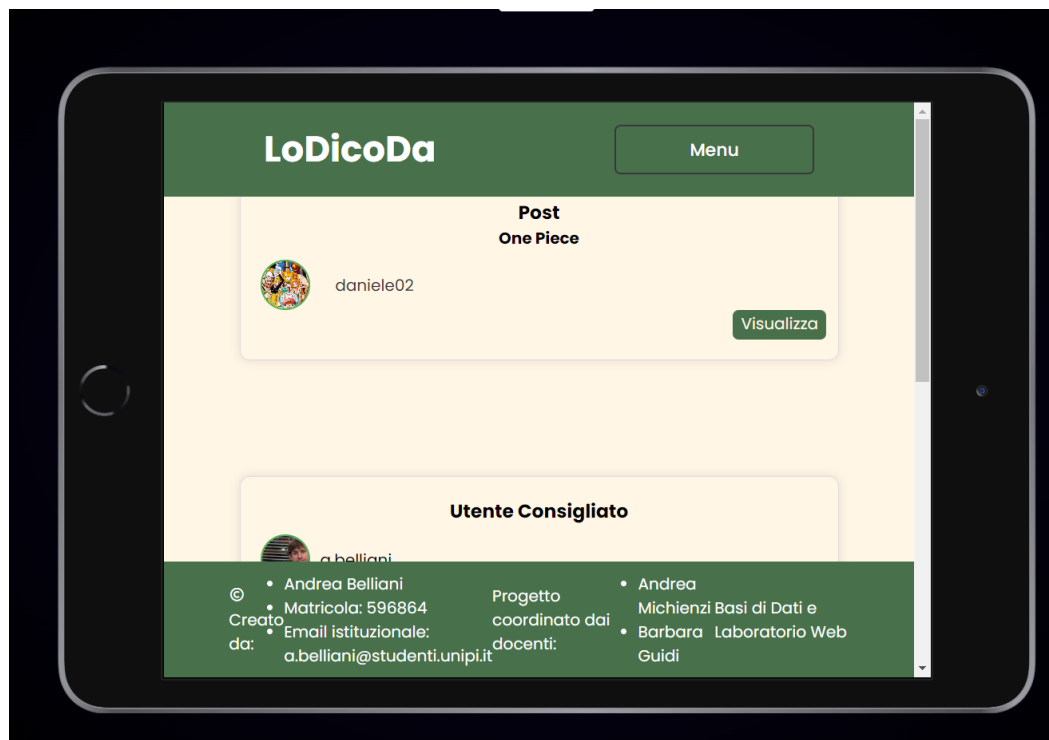 LoDicoDa
Menu
Post
One Piece
daniele02
Visualizza
Utente Consigliato
a.belliani
©
Creato
da:
Andrea Belliani
Matricola: 596864
Email istituzionale:
a.belliani@studenti.unipi.it
Progetto
coordinato dai
docenti:
Andrea
Michienzi
Barbara
Guidi
Basi di Dati e
Laboratorio Web